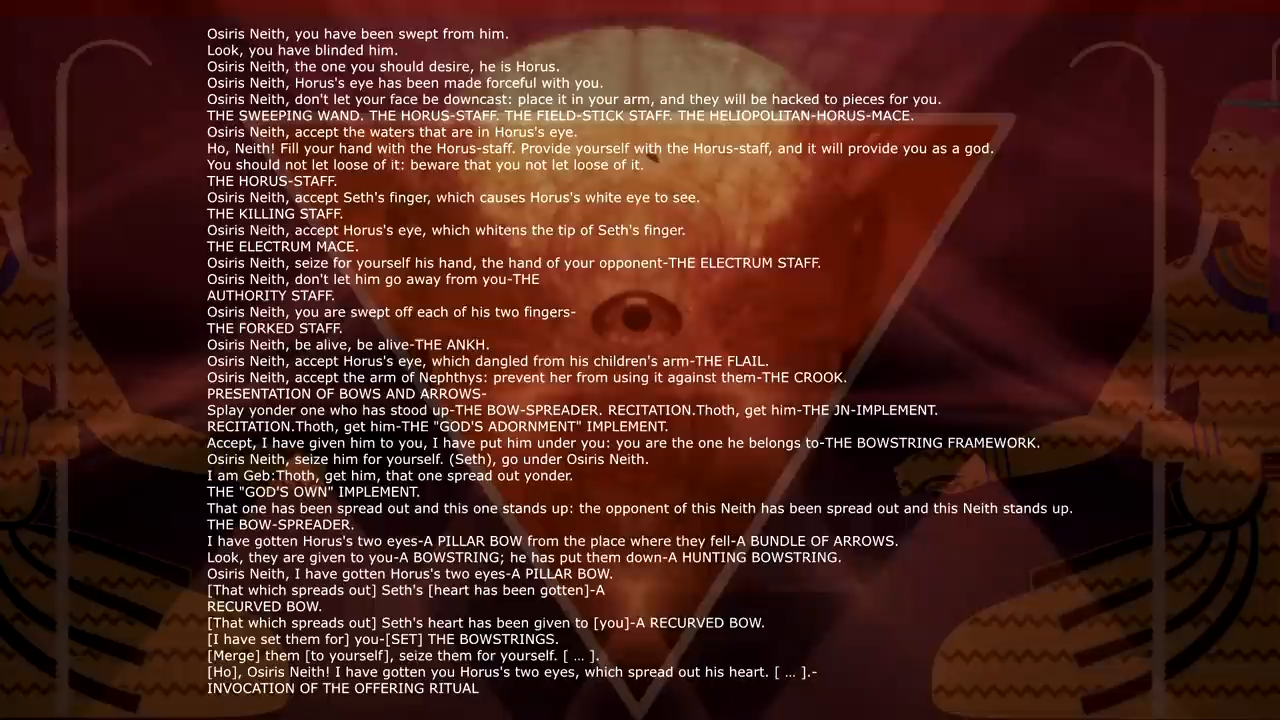 Osiris Neith, you have been swept from him.
Look, you have blinded him.
Osiris Neith, the one you should desire, he is Horus.
Osiris Neith, Horus's eye has been made forceful with you.
Osiris Neith, don't let your face be downcast: place it in your arm, and they will be hacked to pieces for you.
THE SWEEPING WAND. THE HORUS-STAFF. THE FIELD-STICK STAFF. THE HELIOPOLITAN-HORUS-MACE.
Osiris Neith, accept the waters that are in Horus's eye.
Ho, Neith! Fill your hand with the Horus-staff. Provide yourself with the Horus-staff, and it will provide you as a god.
You should not let loose of it: beware that you not let loose of it.
THE HORUS-STAFF.
Osiris Neith, accept Seth's finger, which causes Horus's white eye to see.
THE KILLING STAFF.
Osiris Neith, accept Horus's eye, which whitens the tip of Seth's finger.
THE ELECTRUM MACE.
Osiris Neith, seize for yourself his hand, the hand of your opponent-THE ELECTRUM STAFF.
Osiris Neith, don't let him go away from you-THE
AUTHORITY STAFF.
Osiris Neith, you are swept off each of his two fingers-
THE FORKED STAFF.
Osiris Neith, be alive, be alive-THE ANKH.
Osiris Neith, accept Horus's eye, which dangled from his children's arm-THE FLAIL.
Osiris Neith, accept the arm of Nephthys: prevent her from using it against them-THE CROOK.
PRESENTATION OF BOWS AND ARROWS-
Splay yonder one who has stood up-THE BOW-SPREADER. RECITATION.Thoth, get him-THE JN-IMPLEMENT.
RECITATION.Thoth, get him-THE "GOD'S ADORNMENT" IMPLEMENT.
Accept, I have given him to you, I have put him under you: you are the one he belongs to-THE BOWSTRING FRAMEWORK.
Osiris Neith, seize him for yourself. (Seth), go under Osiris Neith.
I am Geb:Thoth, get him, that one spread out yonder.
THE "GOD'S OWN" IMPLEMENT.
That one has been spread out and this one stands up: the opponent of this Neith has been spread out and this Neith stands up.
THE BOW-SPREADER.
I have gotten Horus's two eyes-A PILLAR BOW from the place where they fell-A BUNDLE OF ARROWS.
Look, they are given to you-A BOWSTRING; he has put them down-A HUNTING BOWSTRING.
Osiris Neith, I have gotten Horus's two eyes-A PILLAR BOW.
[That which spreads out] Seth's [heart has been gotten]-A
RECURVED BOW.
[That which spreads out] Seth's heart has been given to [you]-A RECURVED BOW.
[I have set them for] you-[SET] THE BOWSTRINGS.
[Merge] them [to yourself], seize them for yourself. [ ... ].
[Ho], Osiris Neith! I have gotten you Horus's two eyes, which spread out his heart. [ ... ].-
INVOCATION OF THE OFFERING RITUAL